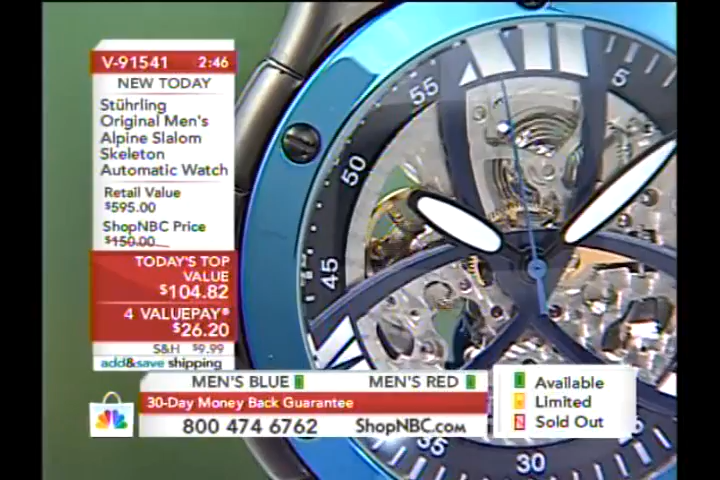 V-91541 2:46
NEW TODAY
Stührling
Original Men's
Alpine Slalom
Skeleton
Automatic Watch
Retail Value
$595.00
ShopNBC Price
$150.00
TODAY'S TOP
VALUE
$104.82
4 VALUEPAY®
$26.20
S&H $9.99
add&save shipping
MEN'S BLUE MEN'S RED
30-Day Money Back Guarantee
800 474 6762 ShopNBC.com
Available
Limited
Sold Out
XII
5
55
50
45
35
30